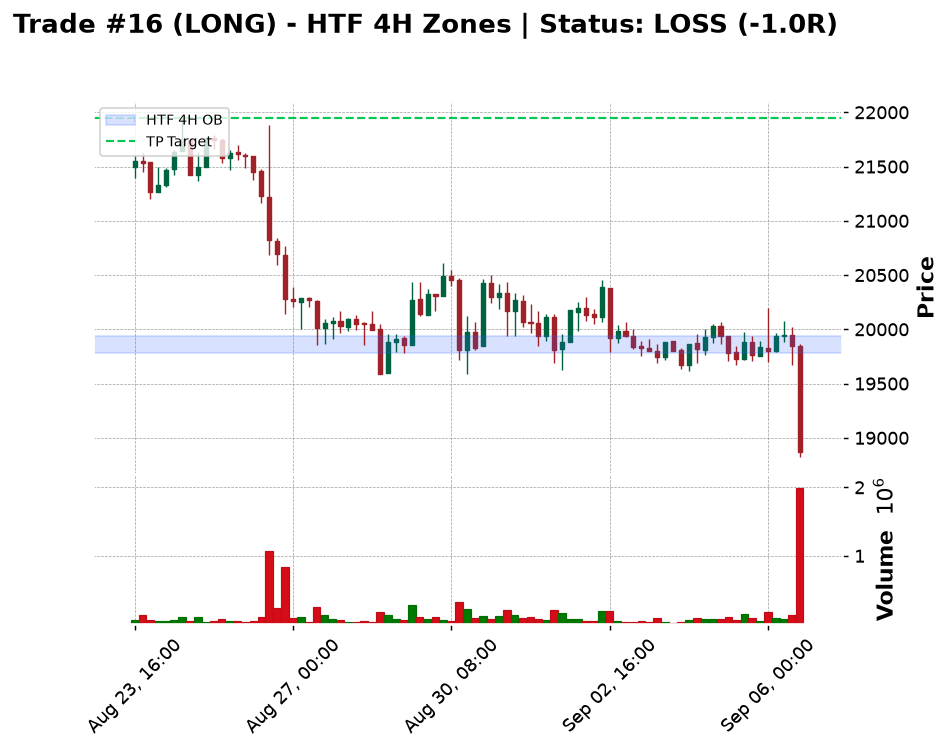 Trade #16 (LONG) - HTF 4H Zones | Status: LOSS (-1.0R)
HTF 4H OB
TP Target
22000
21500
21000
20500
20000
19500
19000
Price
2
1
Volume 10^6
Aug 23, 16:00
Aug 27, 00:00
Aug 30, 08:00
Sep 02, 16:00
Sep 06, 00:00